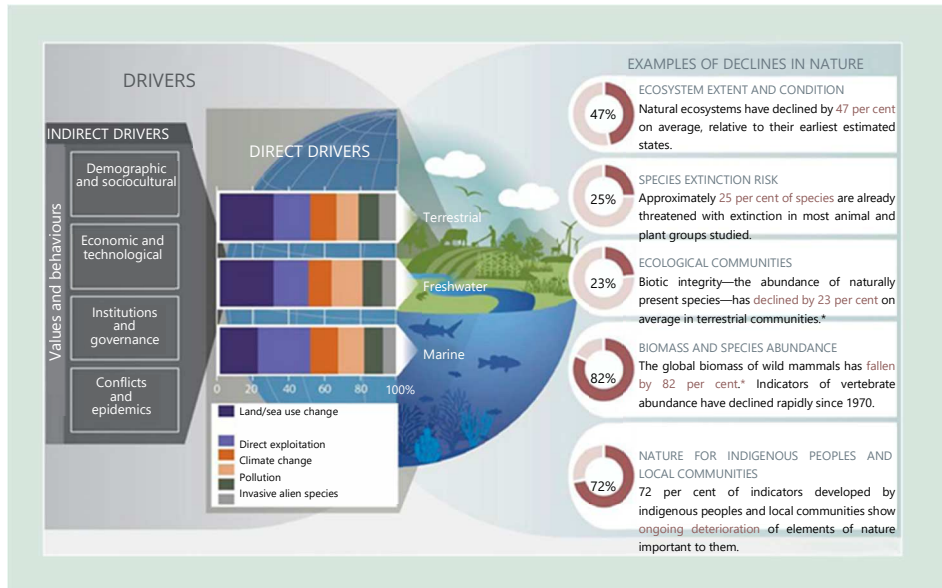 DRIVERS
INDIRECT DRIVERS
Values and behaviours
Demographic
and sociocultural
Economic and
technological
Institutions
and
governance
Conflicts
and
epidemics
DIRECT DRIVERS
Terrestrial
Freshwater
Marine
0 20 40 60 80 100%
Land/sea use change
Direct exploitation
Climate change
Pollution
Invasive alien species
EXAMPLES OF DECLINES IN NATURE
47%
ECOSYSTEM EXTENT AND CONDITION
Natural ecosystems have declined by 47 per cent
on average, relative to their earliest estimated
states.
25%
SPECIES EXTINCTION RISK
Approximately 25 per cent of species are already
threatened with extinction in most animal and
plant groups studied.
23%
ECOLOGICAL COMMUNITIES
Biotic integrity—the abundance of naturally
present species—has declined by 23 per cent on
average in terrestrial communities.*
82%
BIOMASS AND SPECIES ABUNDANCE
The global biomass of wild mammals has fallen
by 82 per cent.* Indicators of vertebrate
abundance have declined rapidly since 1970.
72%
NATURE FOR INDIGENOUS PEOPLES AND
LOCAL COMMUNITIES
72 per cent of indicators developed by
indigenous peoples and local communities show
ongoing deterioration of elements of nature
important to them.